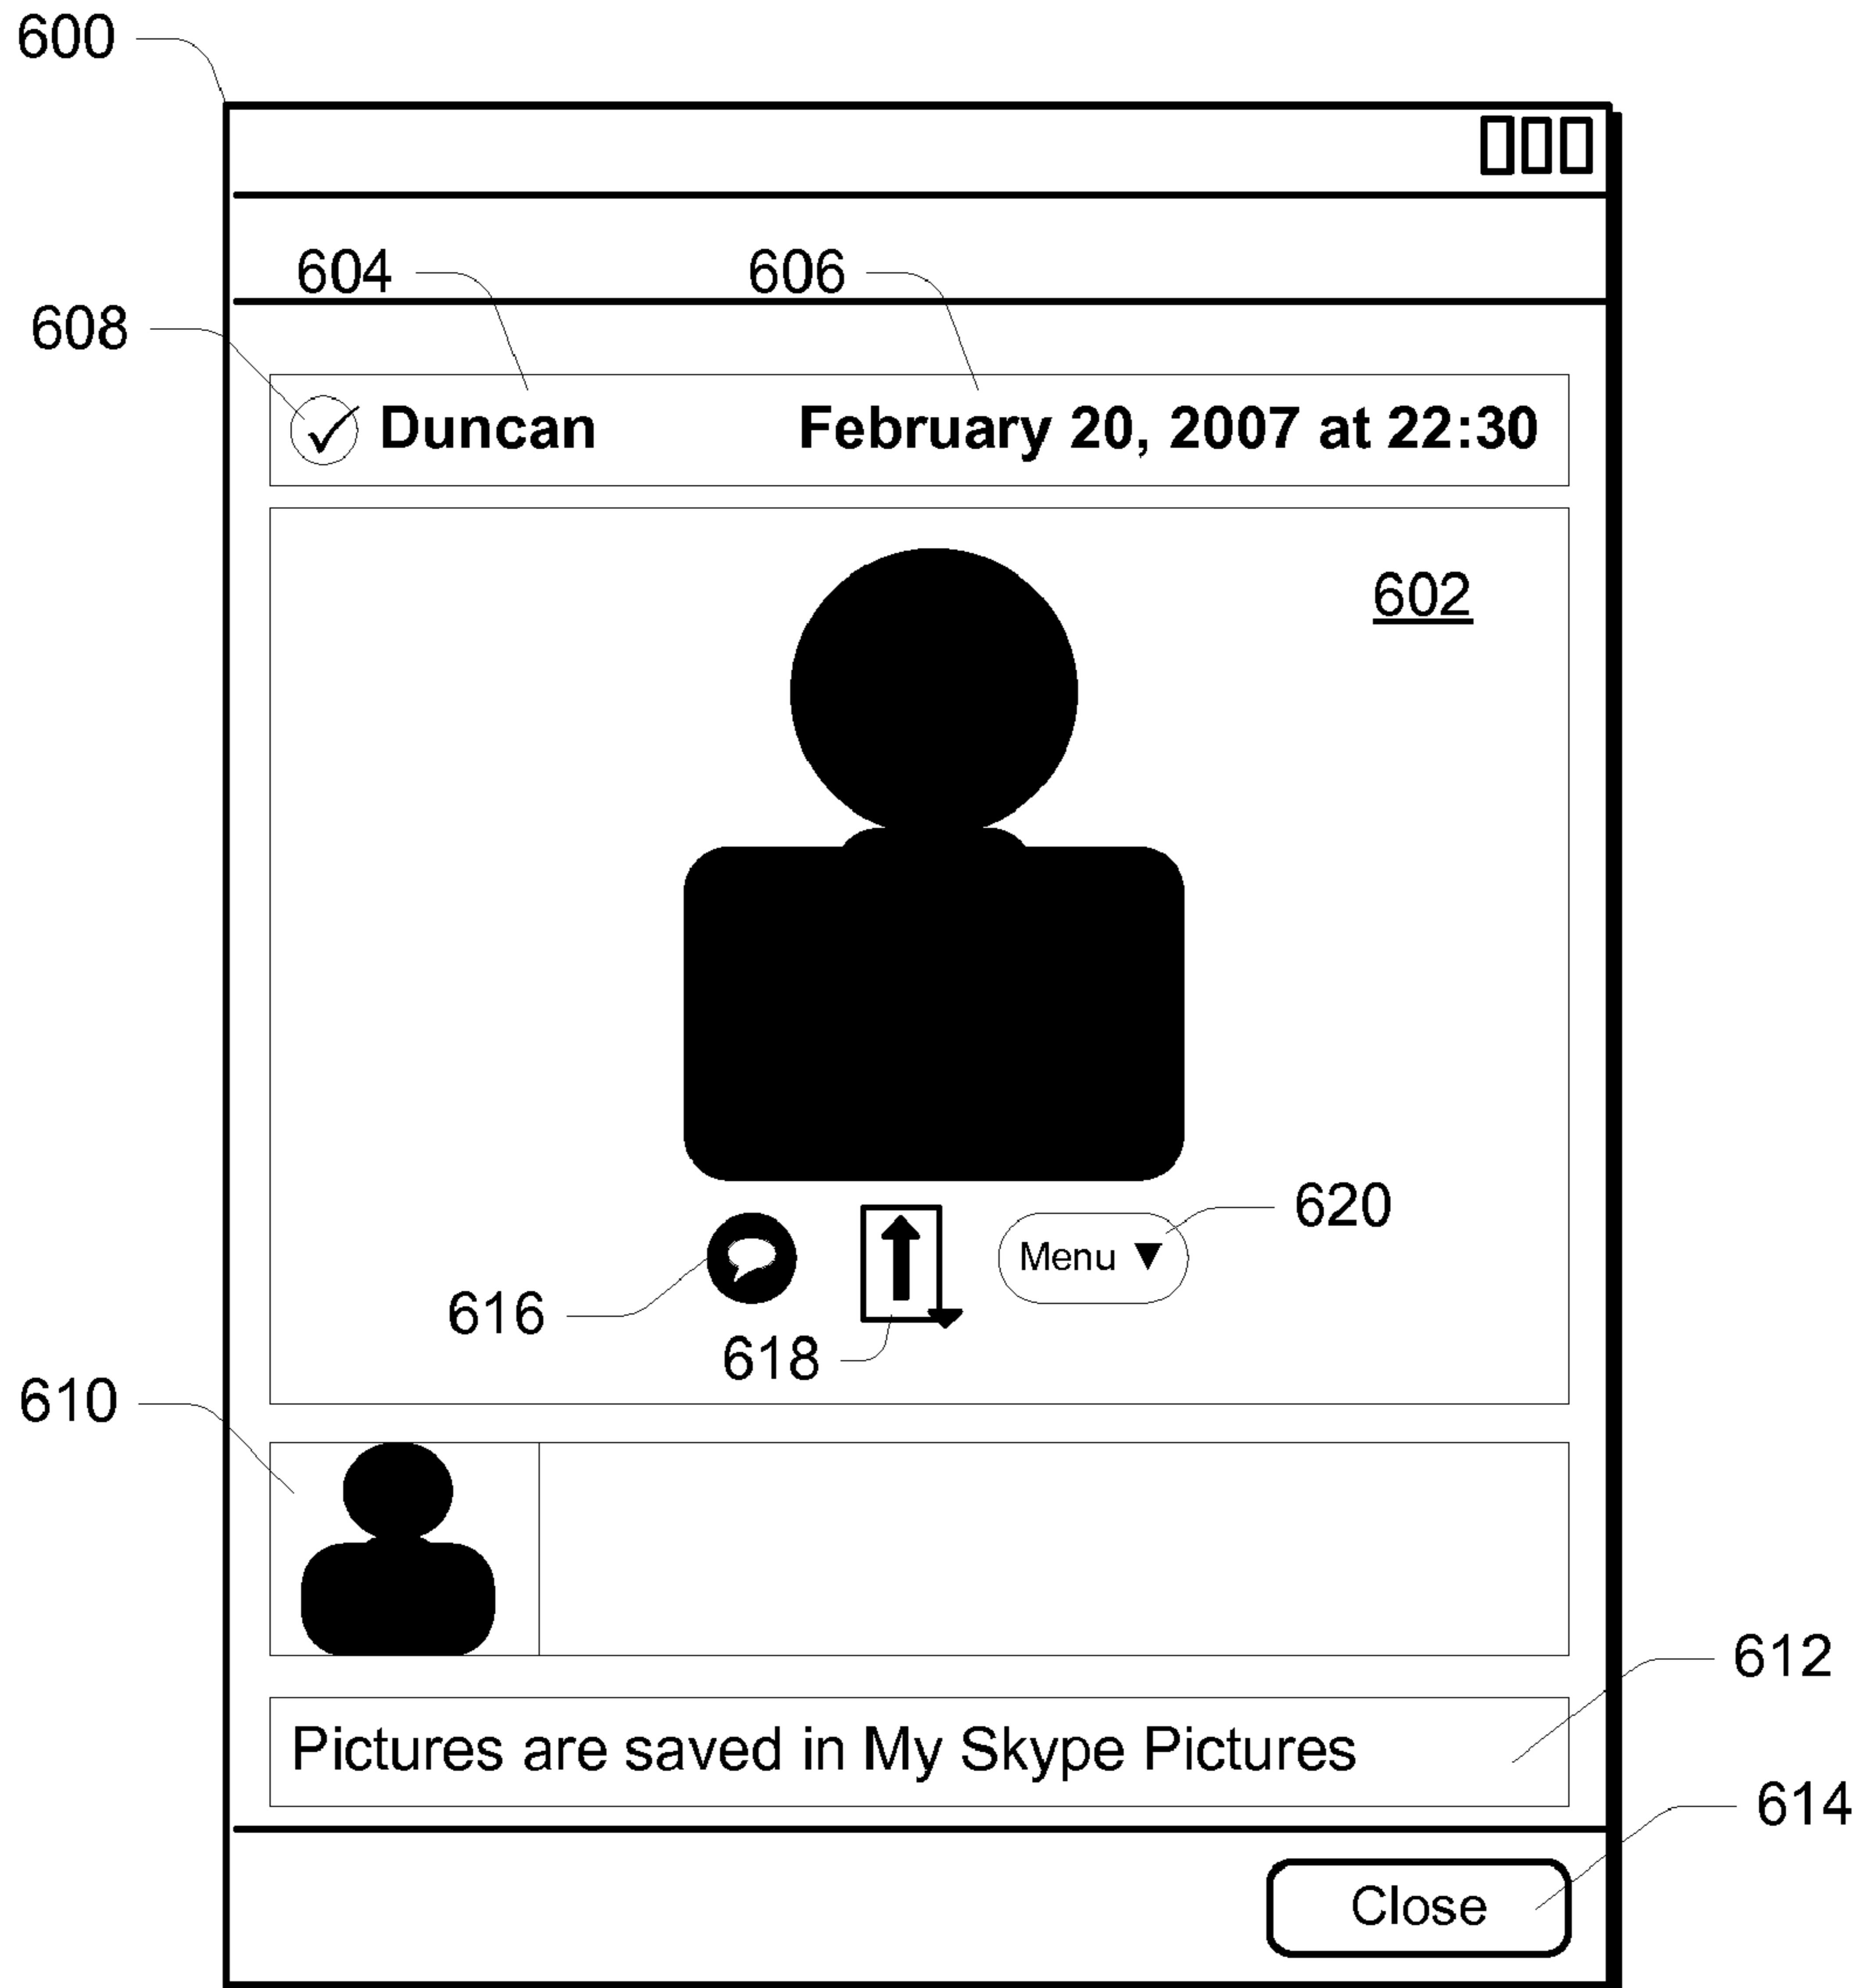 600
604 606
608
Duncan February 20, 2007 at 22:30
602
620
Menu
616
618
610
612
Pictures are saved in My Skype Pictures
614
Close